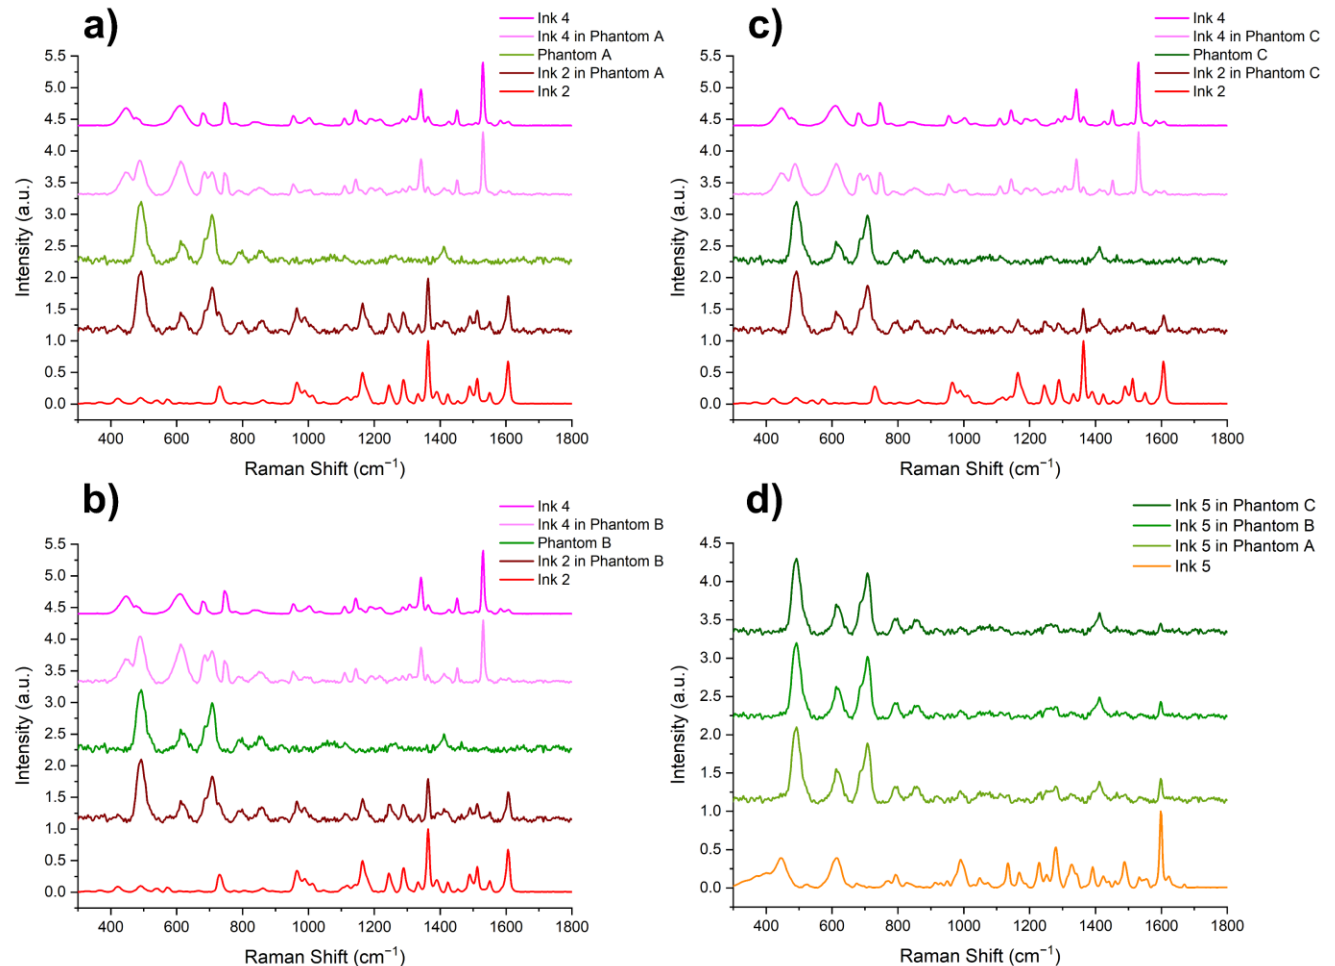 a)
Ink 4
Ink 4 in Phantom A
Phantom A
Ink 2 in Phantom A
Ink 2
5.5
5.0
4.5
4.0
3.5
3.0
2.5
2.0
1.5
1.0
0.5
0.0
Intensity (a.u.)
400 600 800 1000 1200 1400 1600 1800
Raman Shift (cm⁻¹)
c)
Ink 4
Ink 4 in Phantom C
Phantom C
Ink 2 in Phantom C
Ink 2
5.5
5.0
4.5
4.0
3.5
3.0
2.5
2.0
1.5
1.0
0.5
0.0
Intensity (a.u.)
400 600 800 1000 1200 1400 1600 1800
Raman Shift (cm⁻¹)
b)
Ink 4
Ink 4 in Phantom B
Phantom B
Ink 2 in Phantom B
Ink 2
5.5
5.0
4.5
4.0
3.5
3.0
2.5
2.0
1.5
1.0
0.5
0.0
Intensity (a.u.)
400 600 800 1000 1200 1400 1600 1800
Raman Shift (cm⁻¹)
d)
Ink 5 in Phantom C
Ink 5 in Phantom B
Ink 5 in Phantom A
Ink 5
4.5
4.0
3.5
3.0
2.5
2.0
1.5
1.0
0.5
0.0
Intensity (a.u.)
400 600 800 1000 1200 1400 1600 1800
Raman Shift (cm⁻¹)